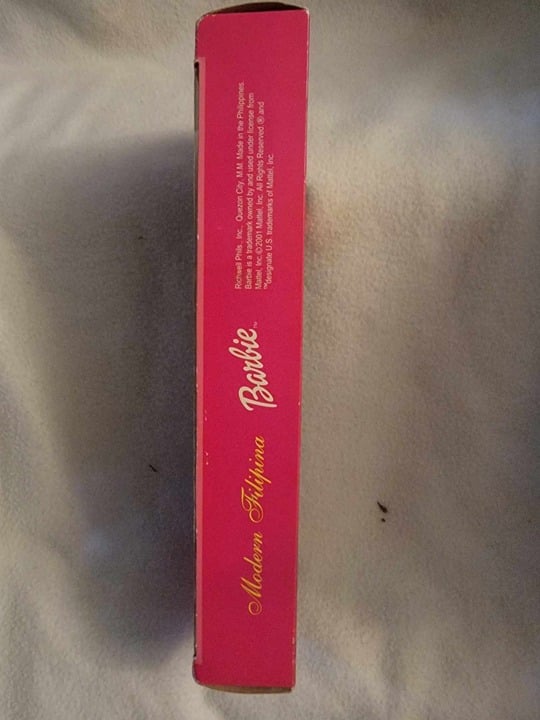 Modern Filipina
Barbie™
Richwell Phils., Inc., Quezon City, M.M. Made in the Philippines.
Barbie is a trademark owned by and used under license from
Mattel, Inc. © 2001 Mattel, Inc. All Rights Reserved. ® and
™designate U.S. trademarks of Mattel, Inc.